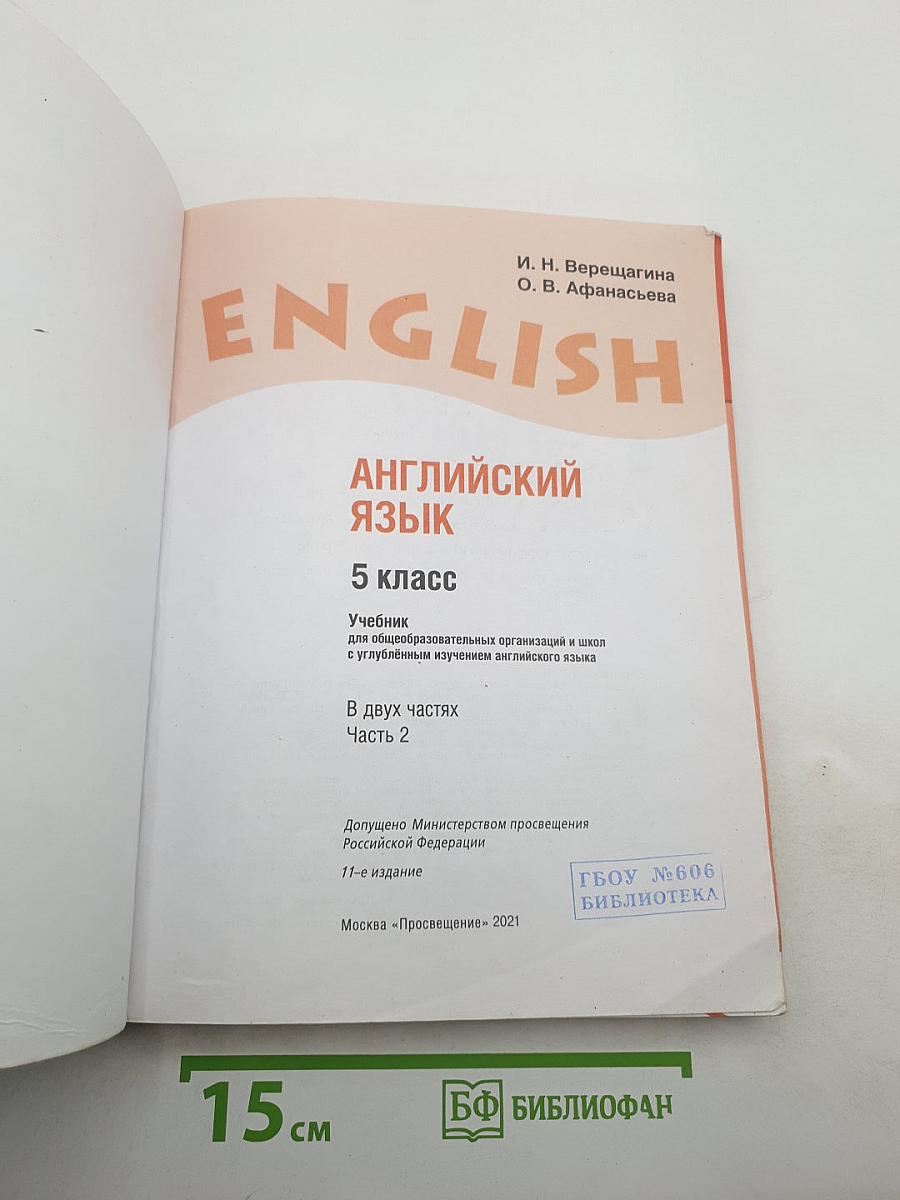 И. Н. Верещагина
О. В. Афанасьева
ENGLISH
АНГЛИЙСКИЙ
ЯЗЫК
5 класс
Учебник
для общеобразовательных организаций и школ
с углублённым изучением английского языка
В двух частях
Часть 2
Допущено Министерством просвещения
Российской Федерации
11-е издание
ГБОУ №606
БИБЛИОТЕКА
Москва «Просвещение» 2021
15 см
БФ БИБЛИОФАН